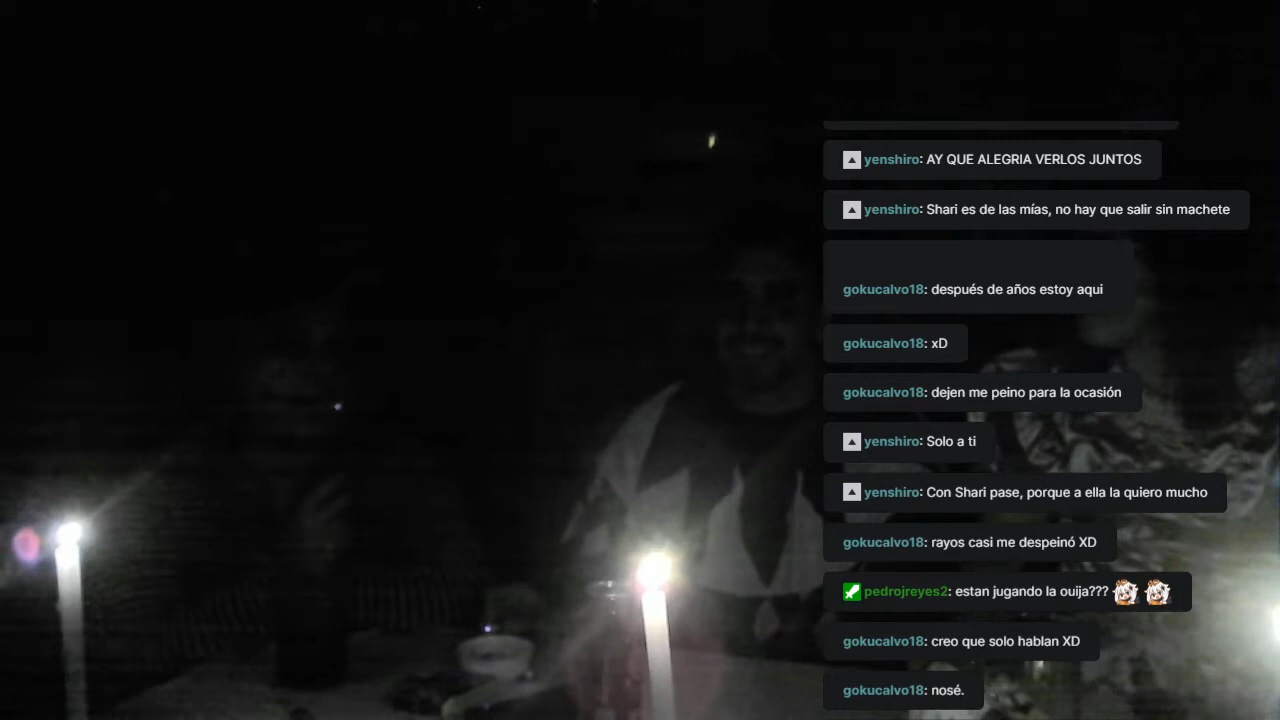 yenshiro: AY QUE ALEGRIA VERLOS JUNTOS
yenshiro: Shari es de las mías, no hay que salir sin machete
gokucalvo18: después de años estoy aqui
gokucalvo18: xD
gokucalvo18: dejen me peino para la ocasión
yenshiro: Solo a ti
yenshiro: Con Shari pase, porque a ella la quiero mucho
gokucalvo18: rayos casi me despeinó XD
pedrojreyes2: estan jugando la ouija???
gokucalvo18: creo que solo hablan XD
gokucalvo18: nosé.